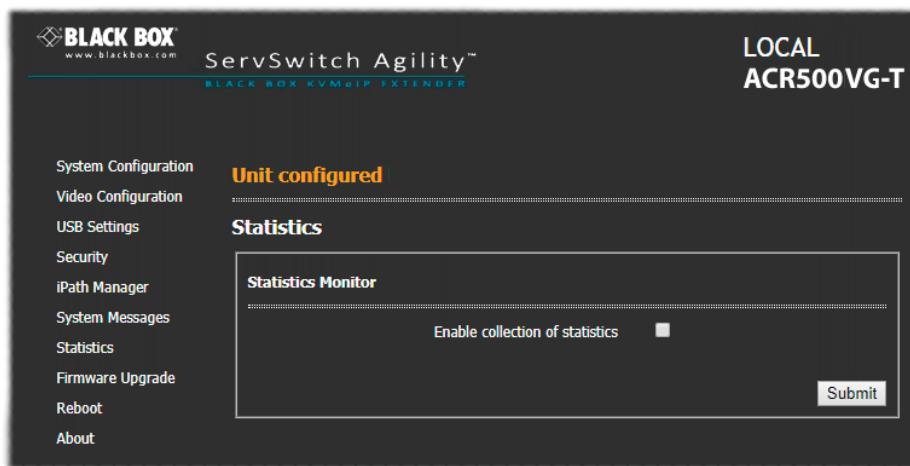 BLACK BOX
www.blackbox.com
ServSwitch Agility™
BLACK BOX KVMoIP EXTENDER
LOCAL
ACR500VG-T
System Configuration
Video Configuration
USB Settings
Security
iPath Manager
System Messages
Statistics
Firmware Upgrade
Reboot
About
Unit configured
Statistics
Statistics Monitor
Enable collection of statistics
Submit